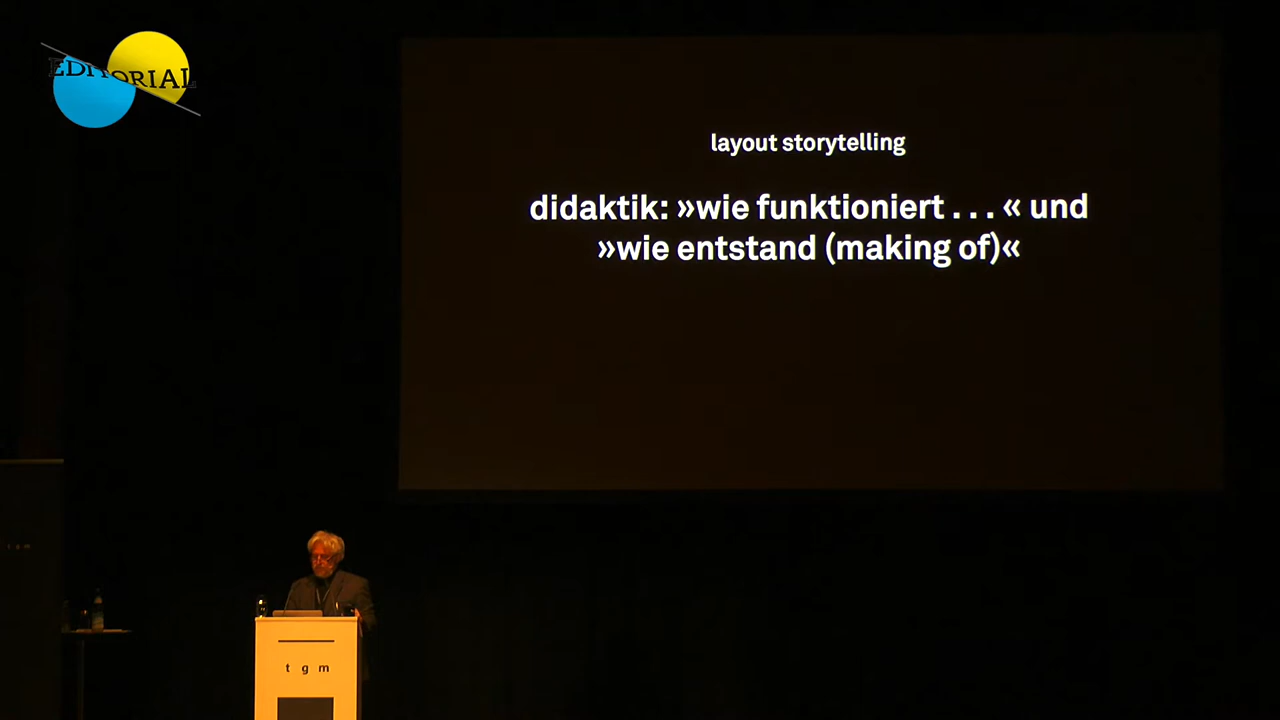 EDITORIAL
layout storytelling
didaktik: »wie funktioniert . . . « und
»wie entstand (making of)«
t g m
t g m